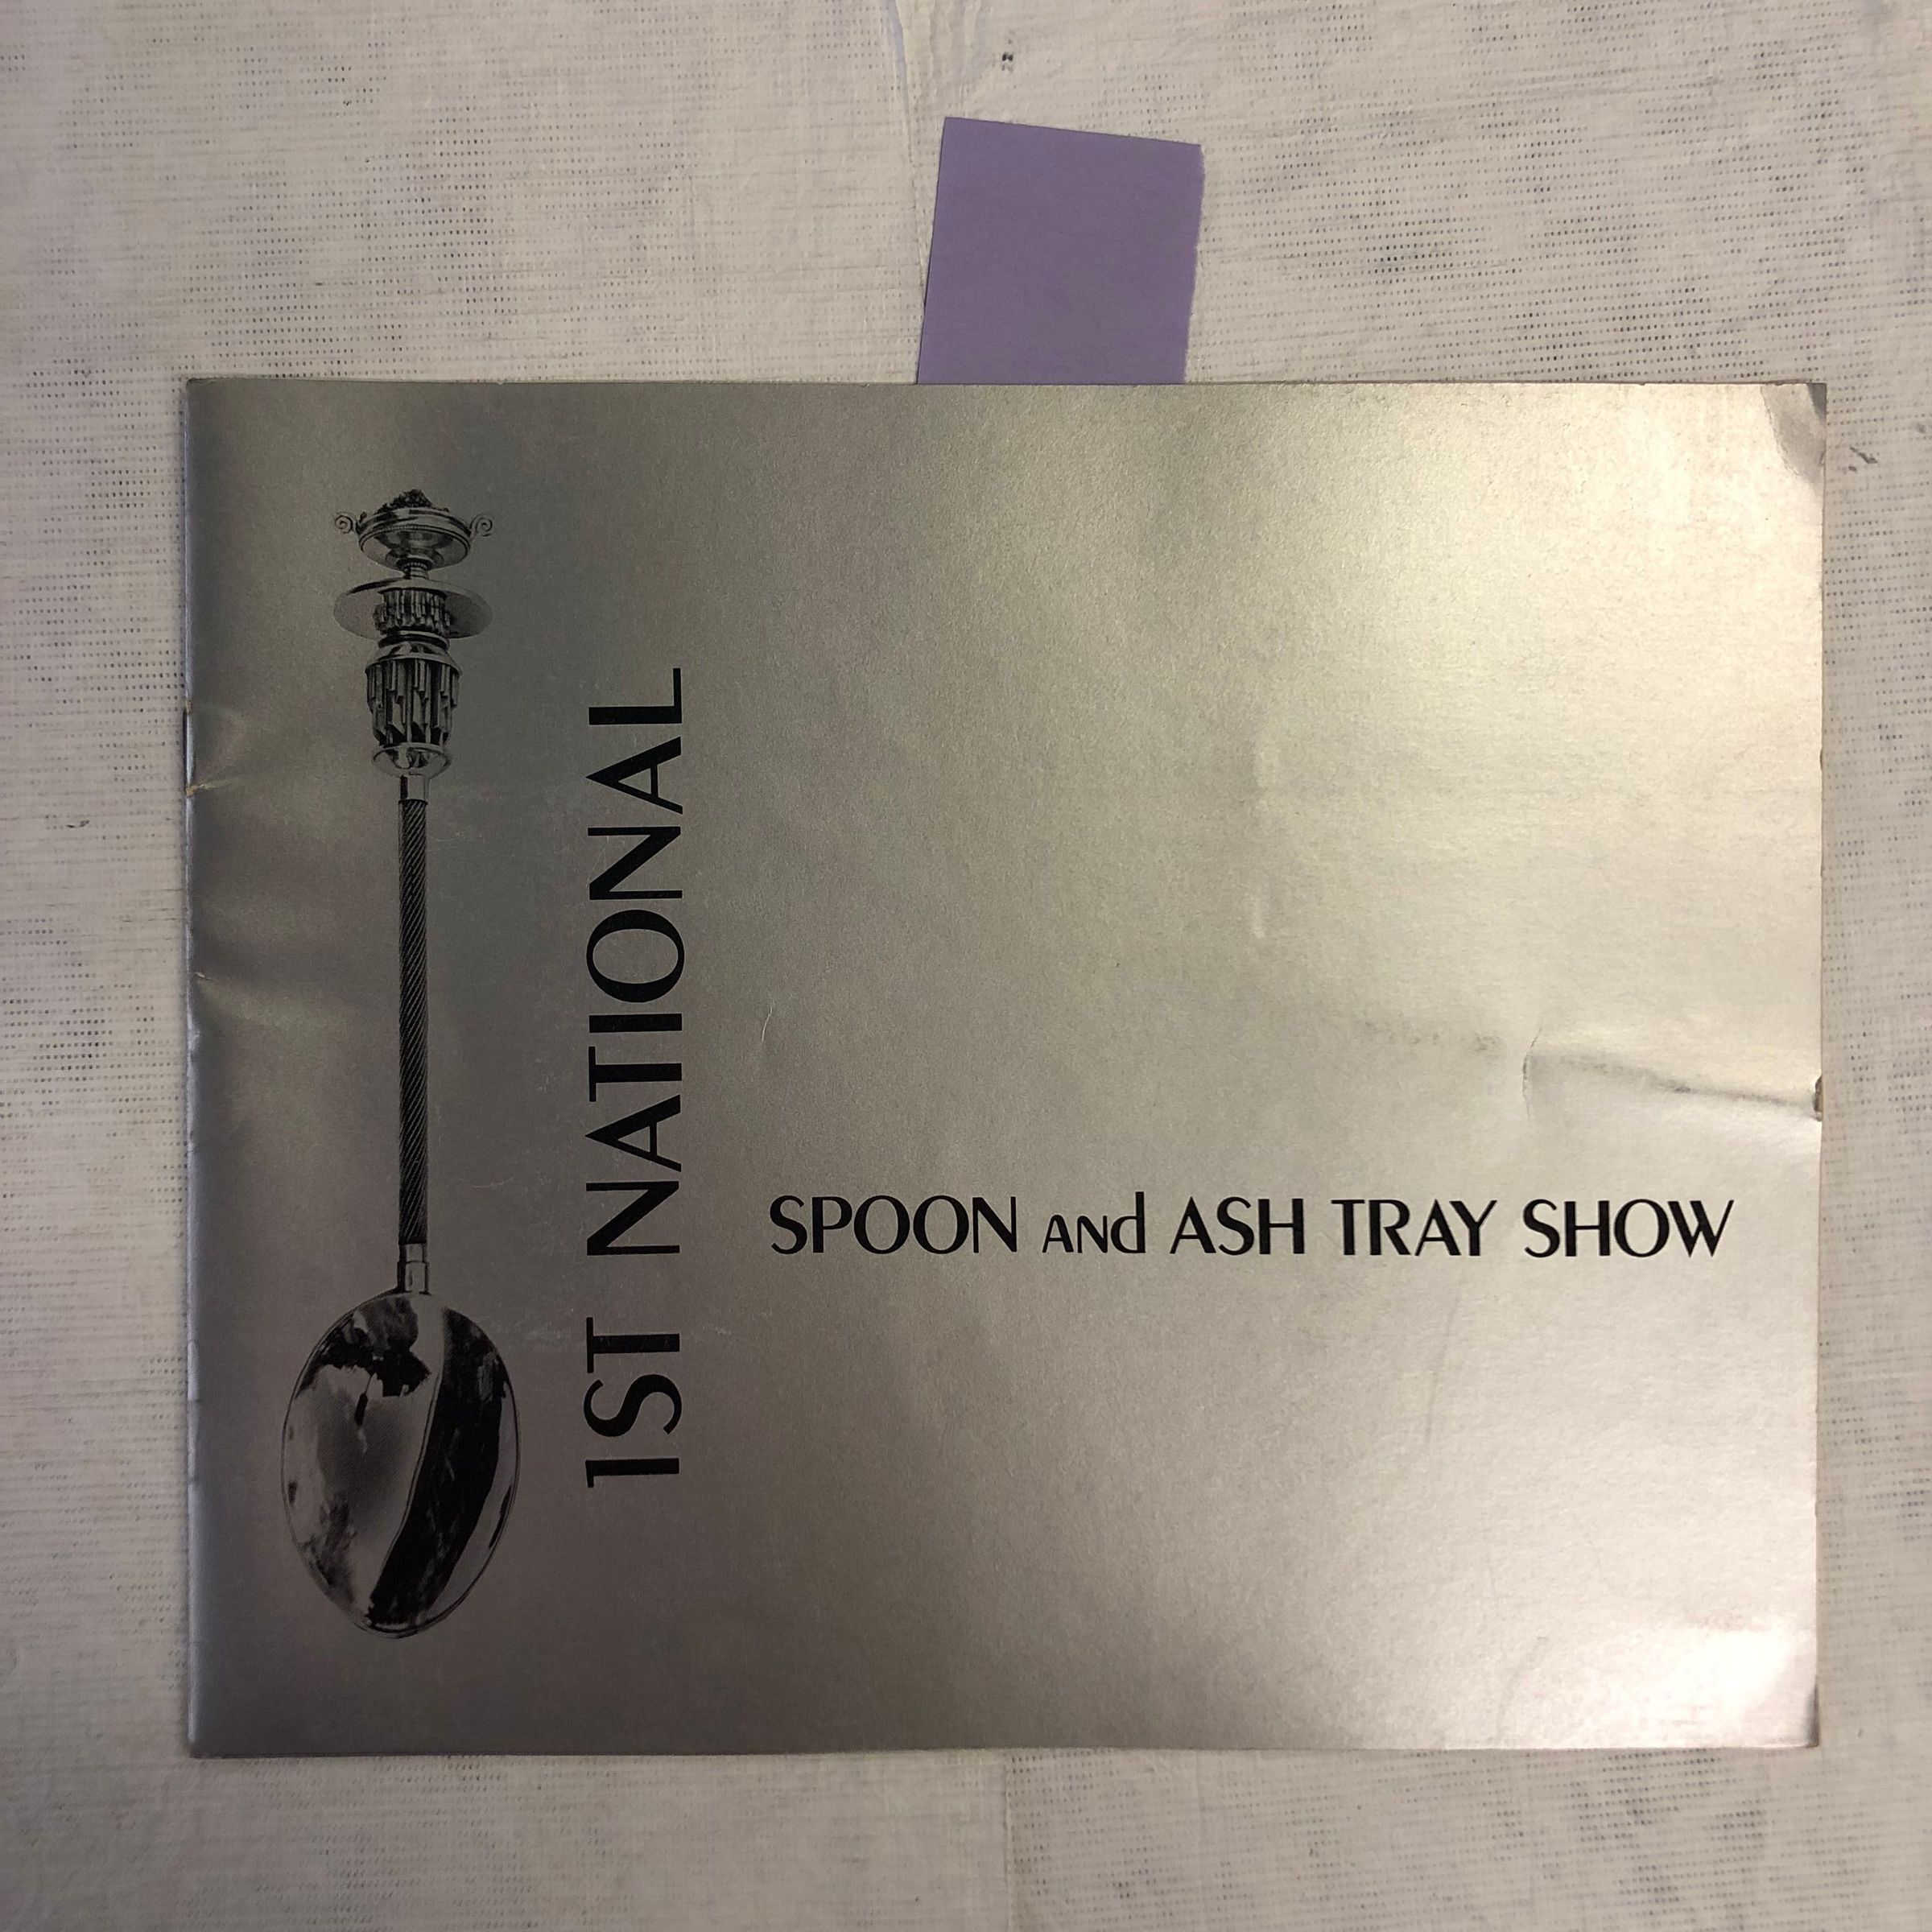 1ST NATIONAL
SPOON ANd ASH TRAY SHOW